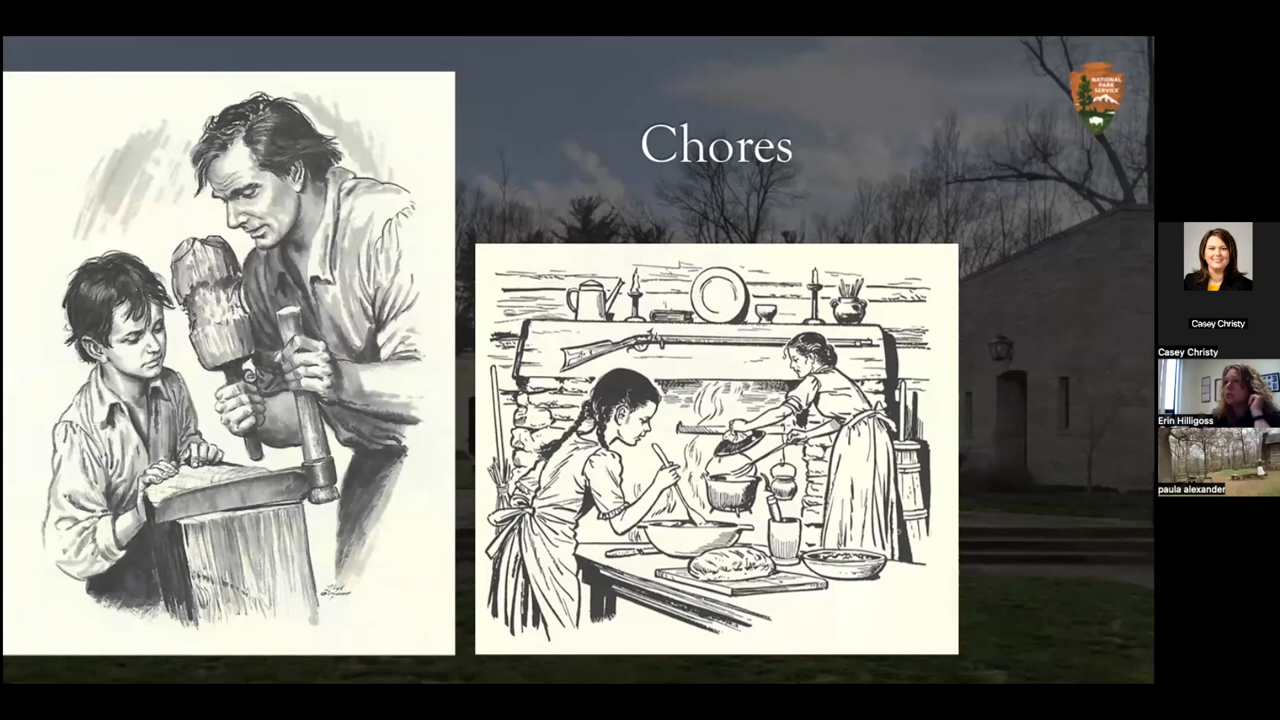 Chores
NATIONAL
PARK
SERVICE
Casey Christy
Casey Christy
Erin Hilligoss
paula alexander